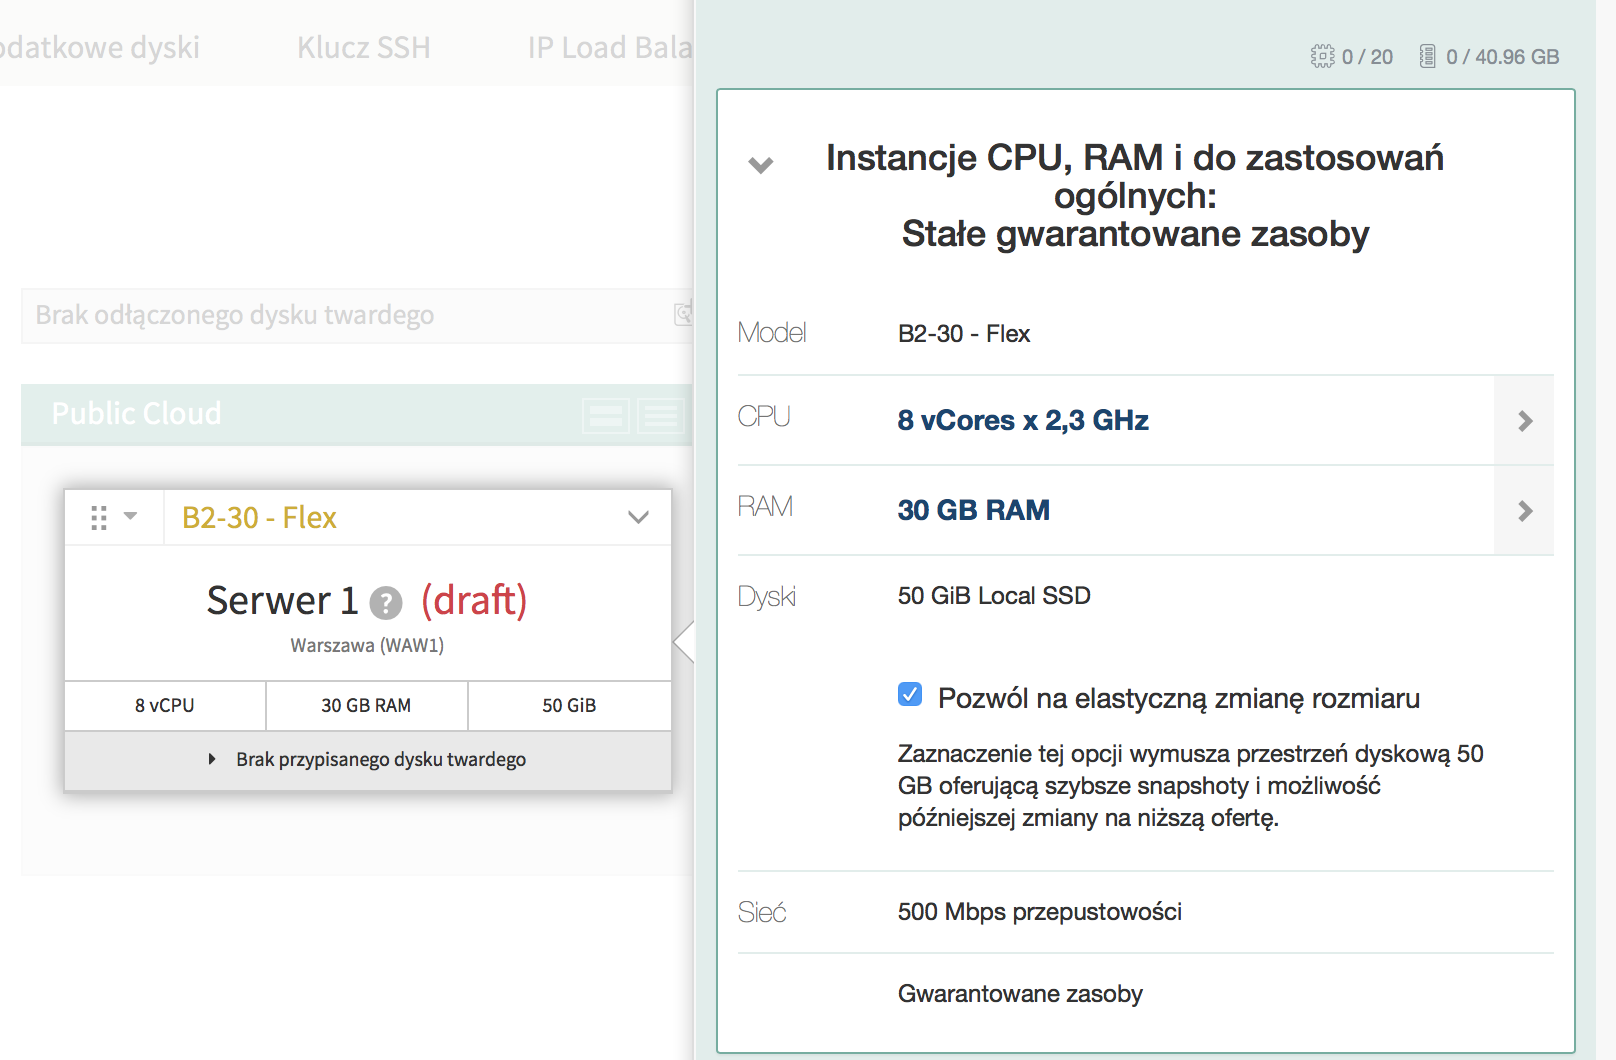 odatkowe dyski
Klucz SSH
IP Load Bala
Brak odłączonego dysku twardego
Public Cloud
B2-30 - Flex
Serwer 1 ? (draft)
Warszawa (WAW1)
8 vCPU
30 GB RAM
50 GiB
Brak przypisanego dysku twardego
0 / 20
0 / 40.96 GB
Instancje CPU, RAM i do zastosowań
ogólnych:
Stałe gwarantowane zasoby
Model
B2-30 - Flex
CPU
8 vCores x 2,3 GHz
RAM
30 GB RAM
Dyski
50 GiB Local SSD
Pozwól na elastyczną zmianę rozmiaru
Zaznaczenie tej opcji wymusza przestrzeń dyskową 50
GB oferującą szybsze snapshoty i możliwość
późniejszej zmiany na niższą ofertę.
Sieć
500 Mbps przepustowości
Gwarantowane zasoby